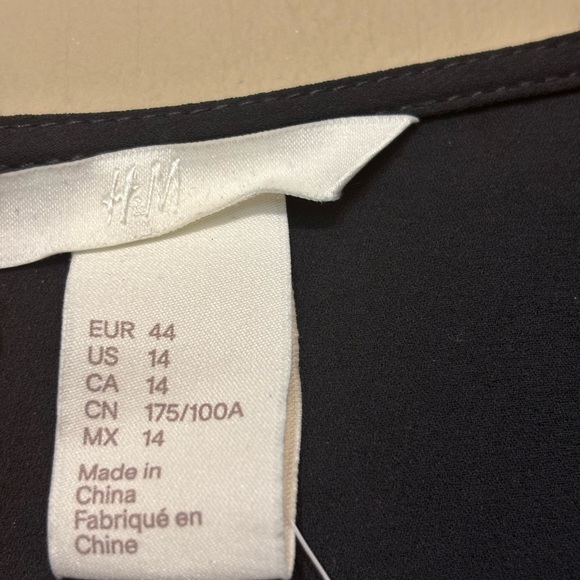 H&M
EUR 44
US 14
CA 14
CN 175/100A
MX 14
Made in
China
Fabriqué en
Chine